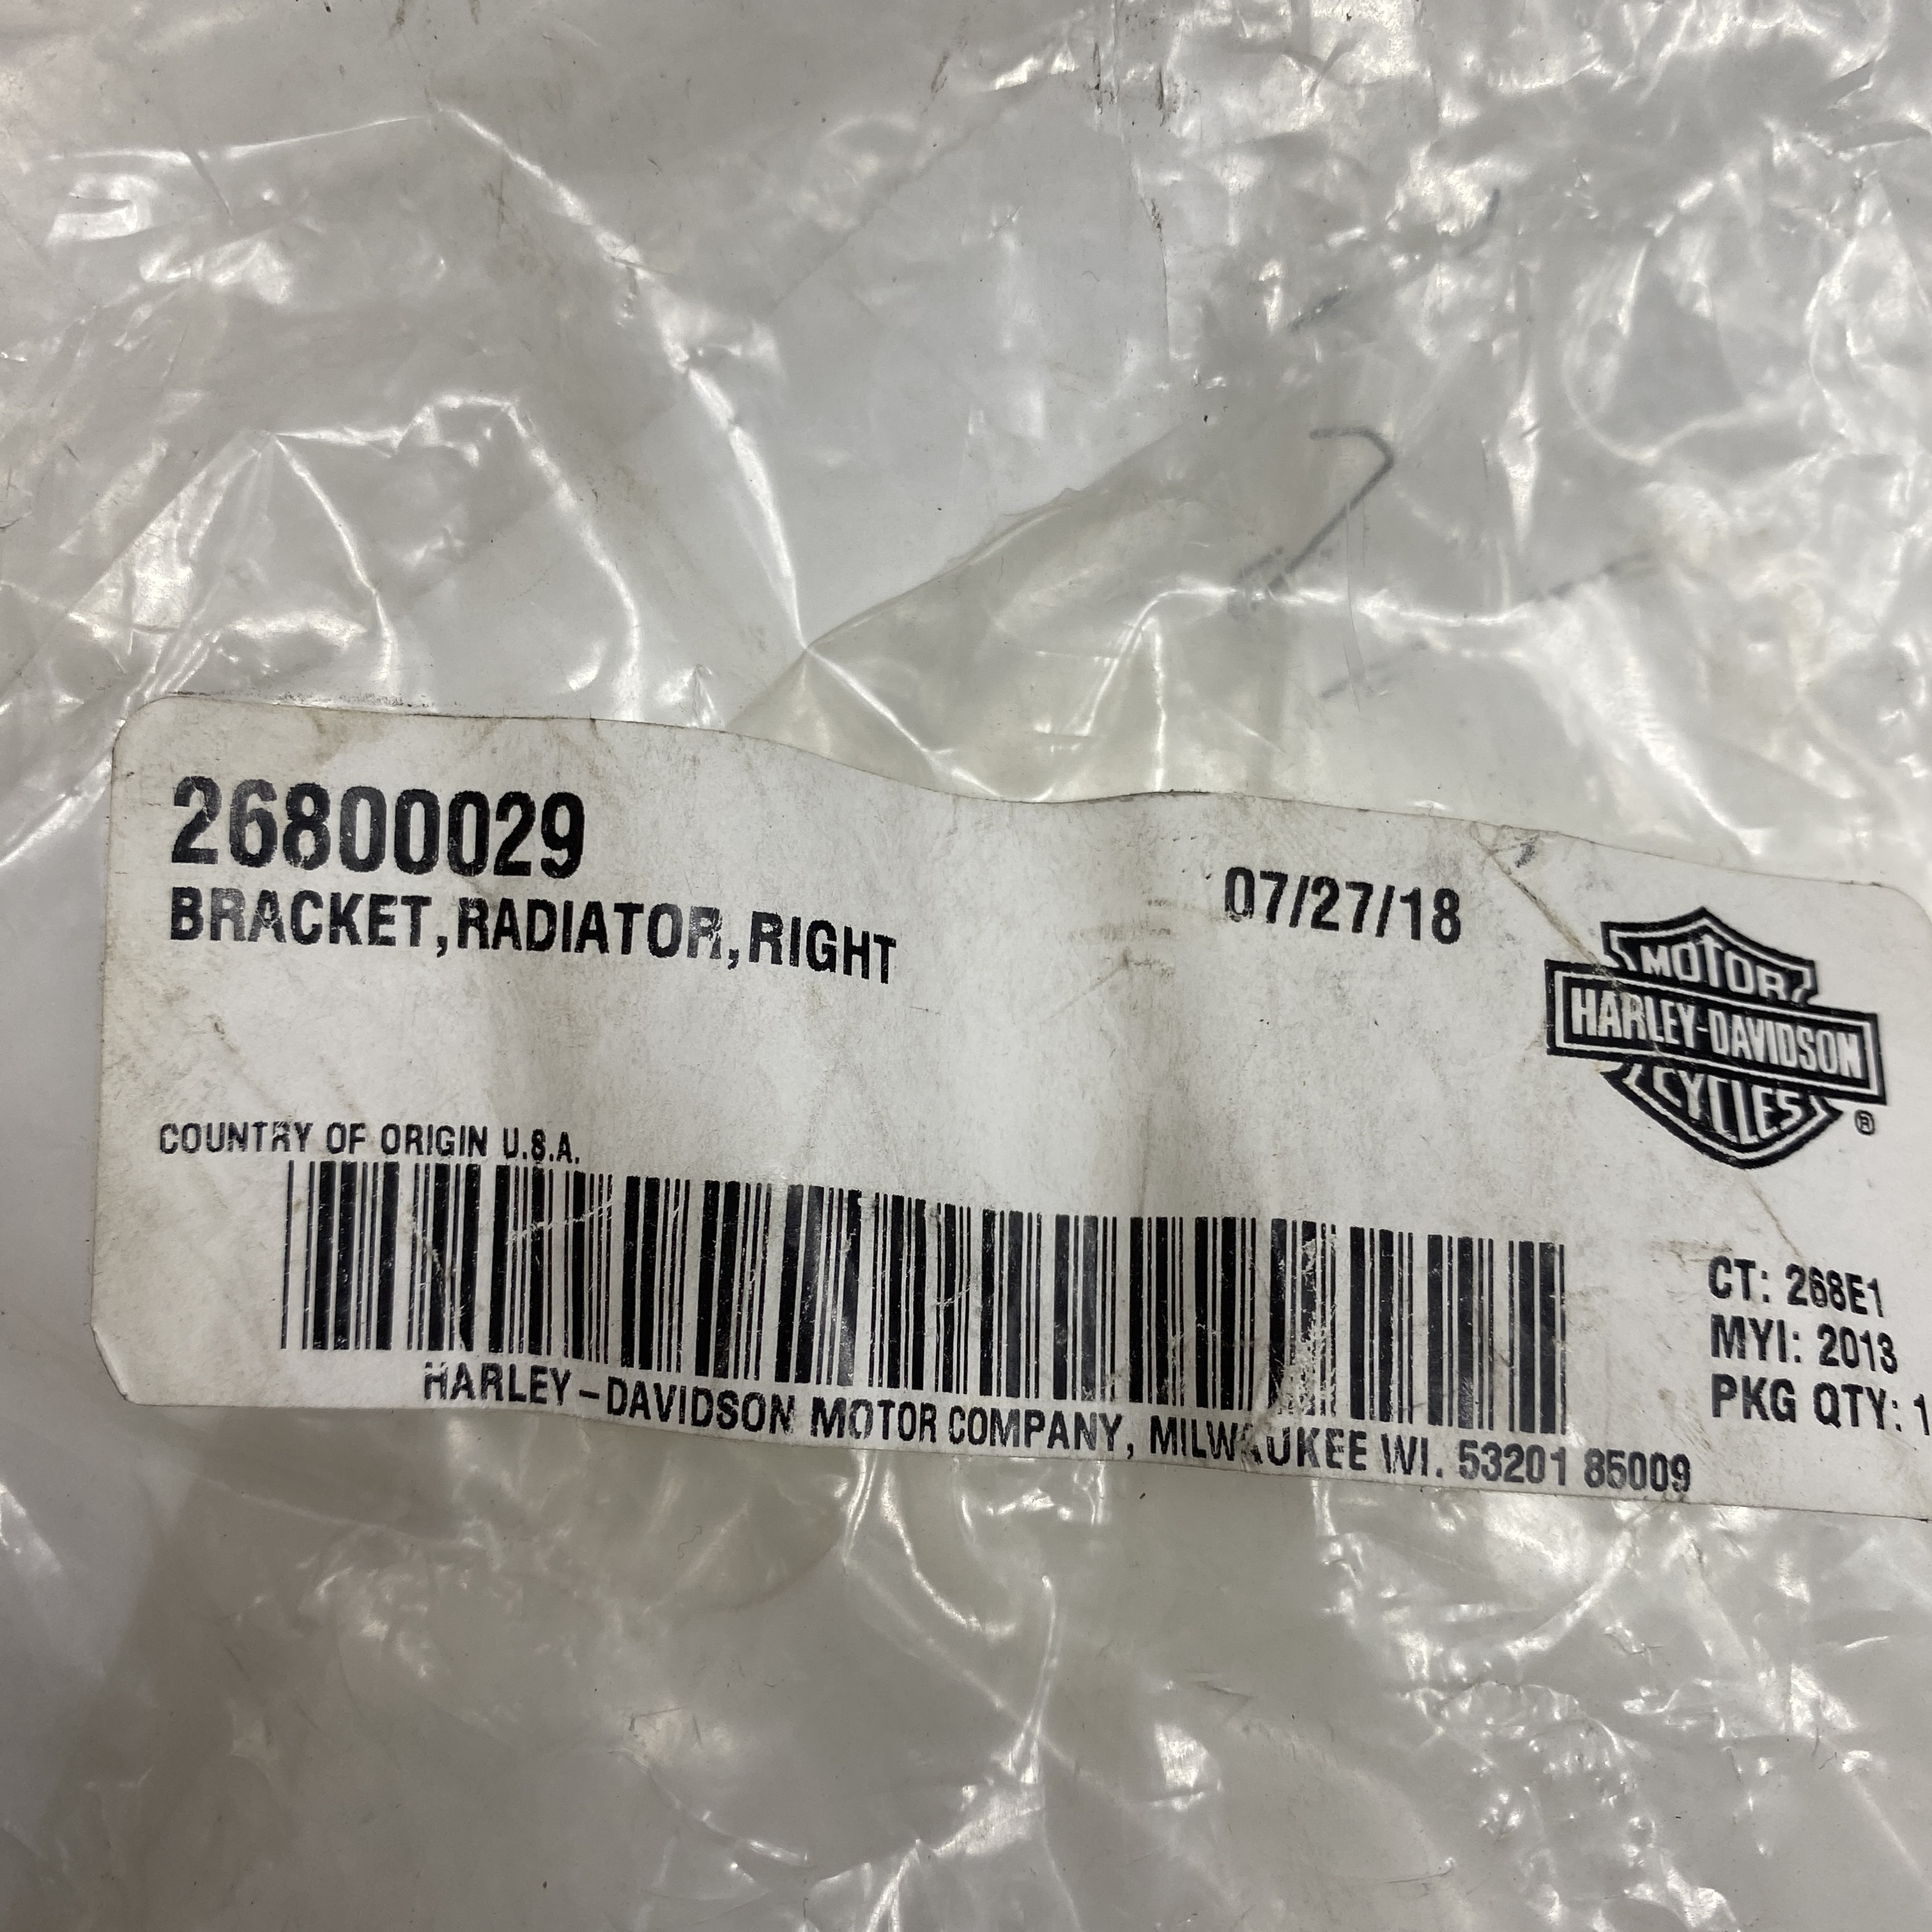 26800029
BRACKET,RADIATOR,RIGHT
07/27/18
MOTOR
HARLEY-DAVIDSON
CYCLES
®
COUNTRY OF ORIGIN U.S.A.
CT: 268E1
MYI: 2013
PKG QTY: 1
HARLEY-DAVIDSON MOTOR COMPANY, MILWAUKEE WI. 53201 85009